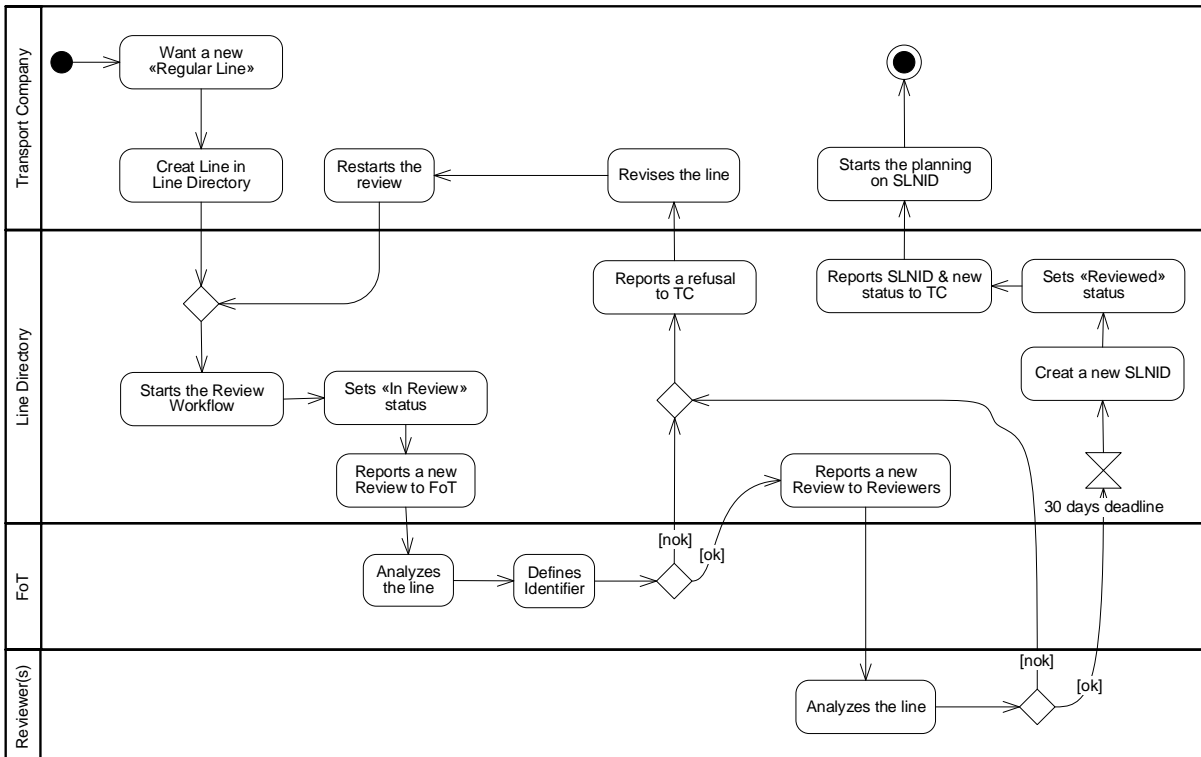 Transport Company
Want a new
«Regular Line»
Creat Line in
Line Directory
Restarts the
review
Revises the line
Starts the planning
on SLNID
Line Directory
Reports a refusal
to TC
Reports SLNID & new
status to TC
Sets «Reviewed»
status
Starts the Review
Workflow
Sets «In Review»
status
Creat a new SLNID
Reports a new
Review to FoT
Reports a new
Review to Reviewers
30 days deadline
FoT
Analyzes
the line
Defines
Identifier
[nok]
[ok]
Reviewer(s)
Analyzes the line
[nok]
[ok]